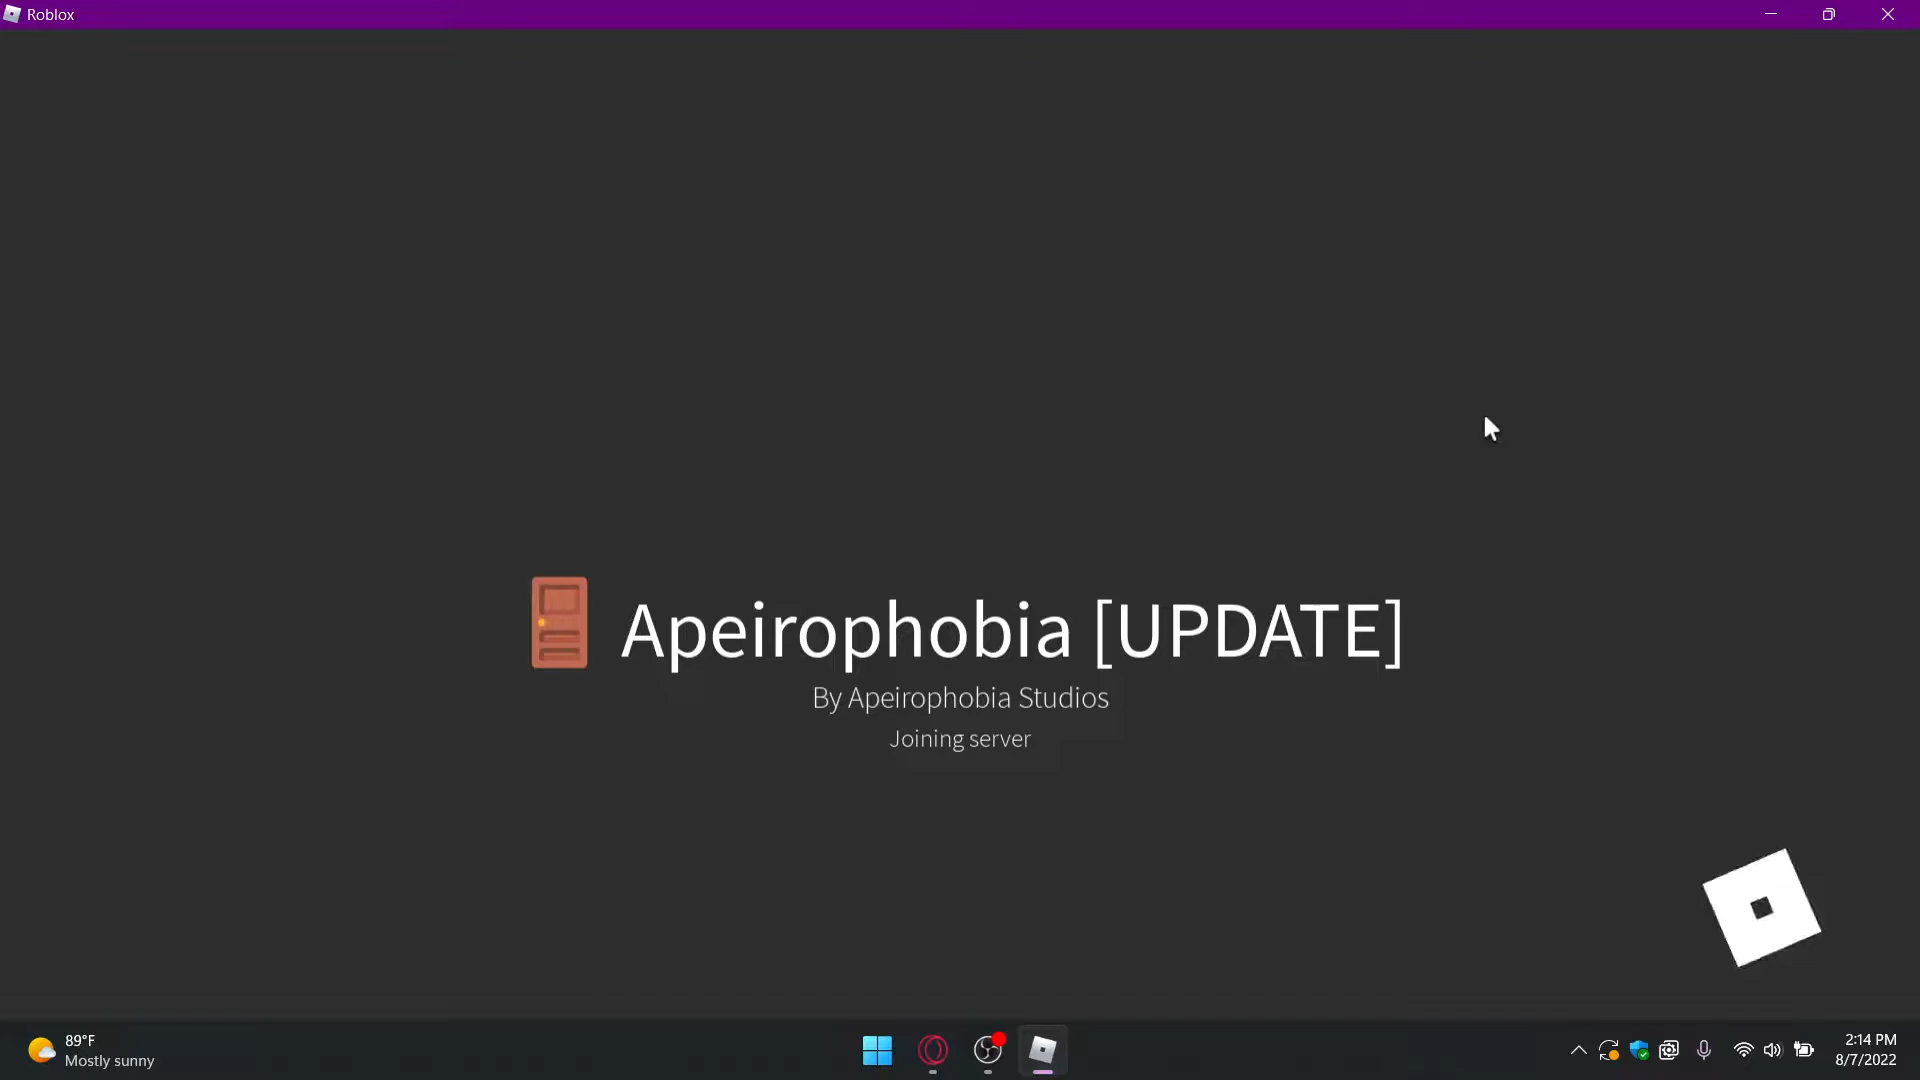 Roblox
Apeirophobia [UPDATE]
By Apeirophobia Studios
Joining server
89°F
Mostly sunny
2:14 PM
8/7/2022